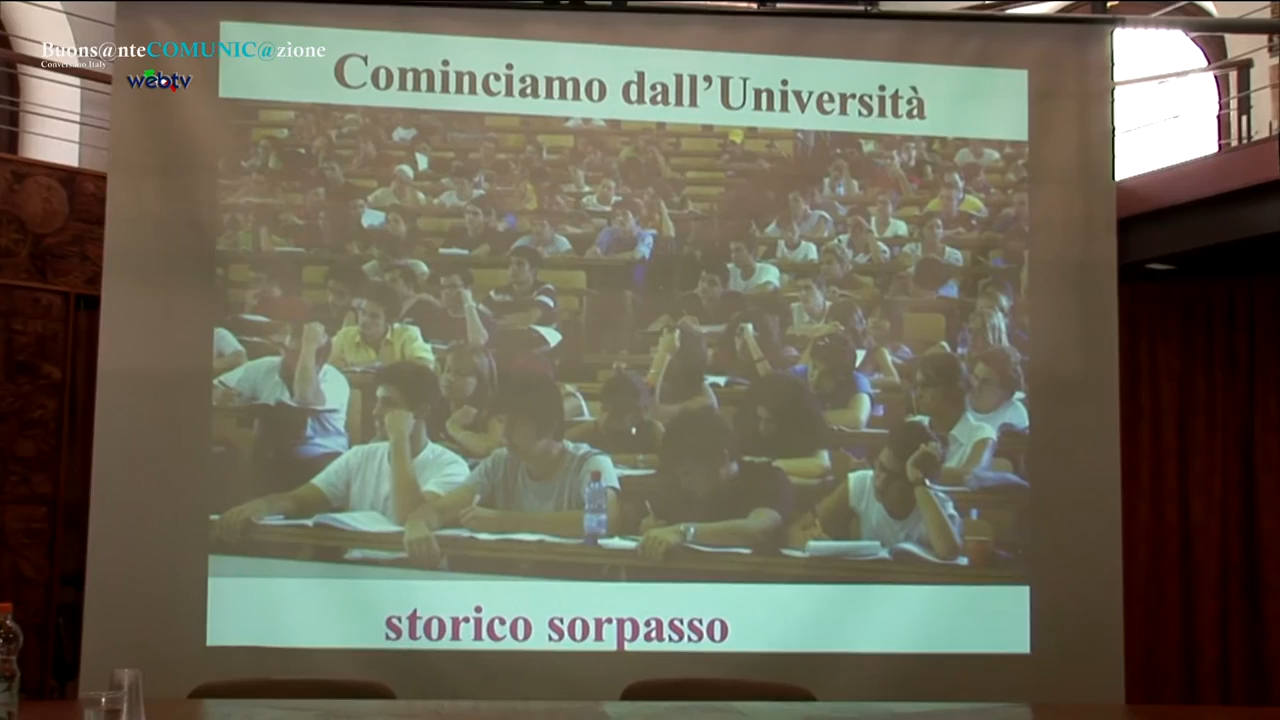 Buons@nteCOMUNIC@zione
Conversano Italy
webtv
Cominciamo dall'Università
storico sorpasso